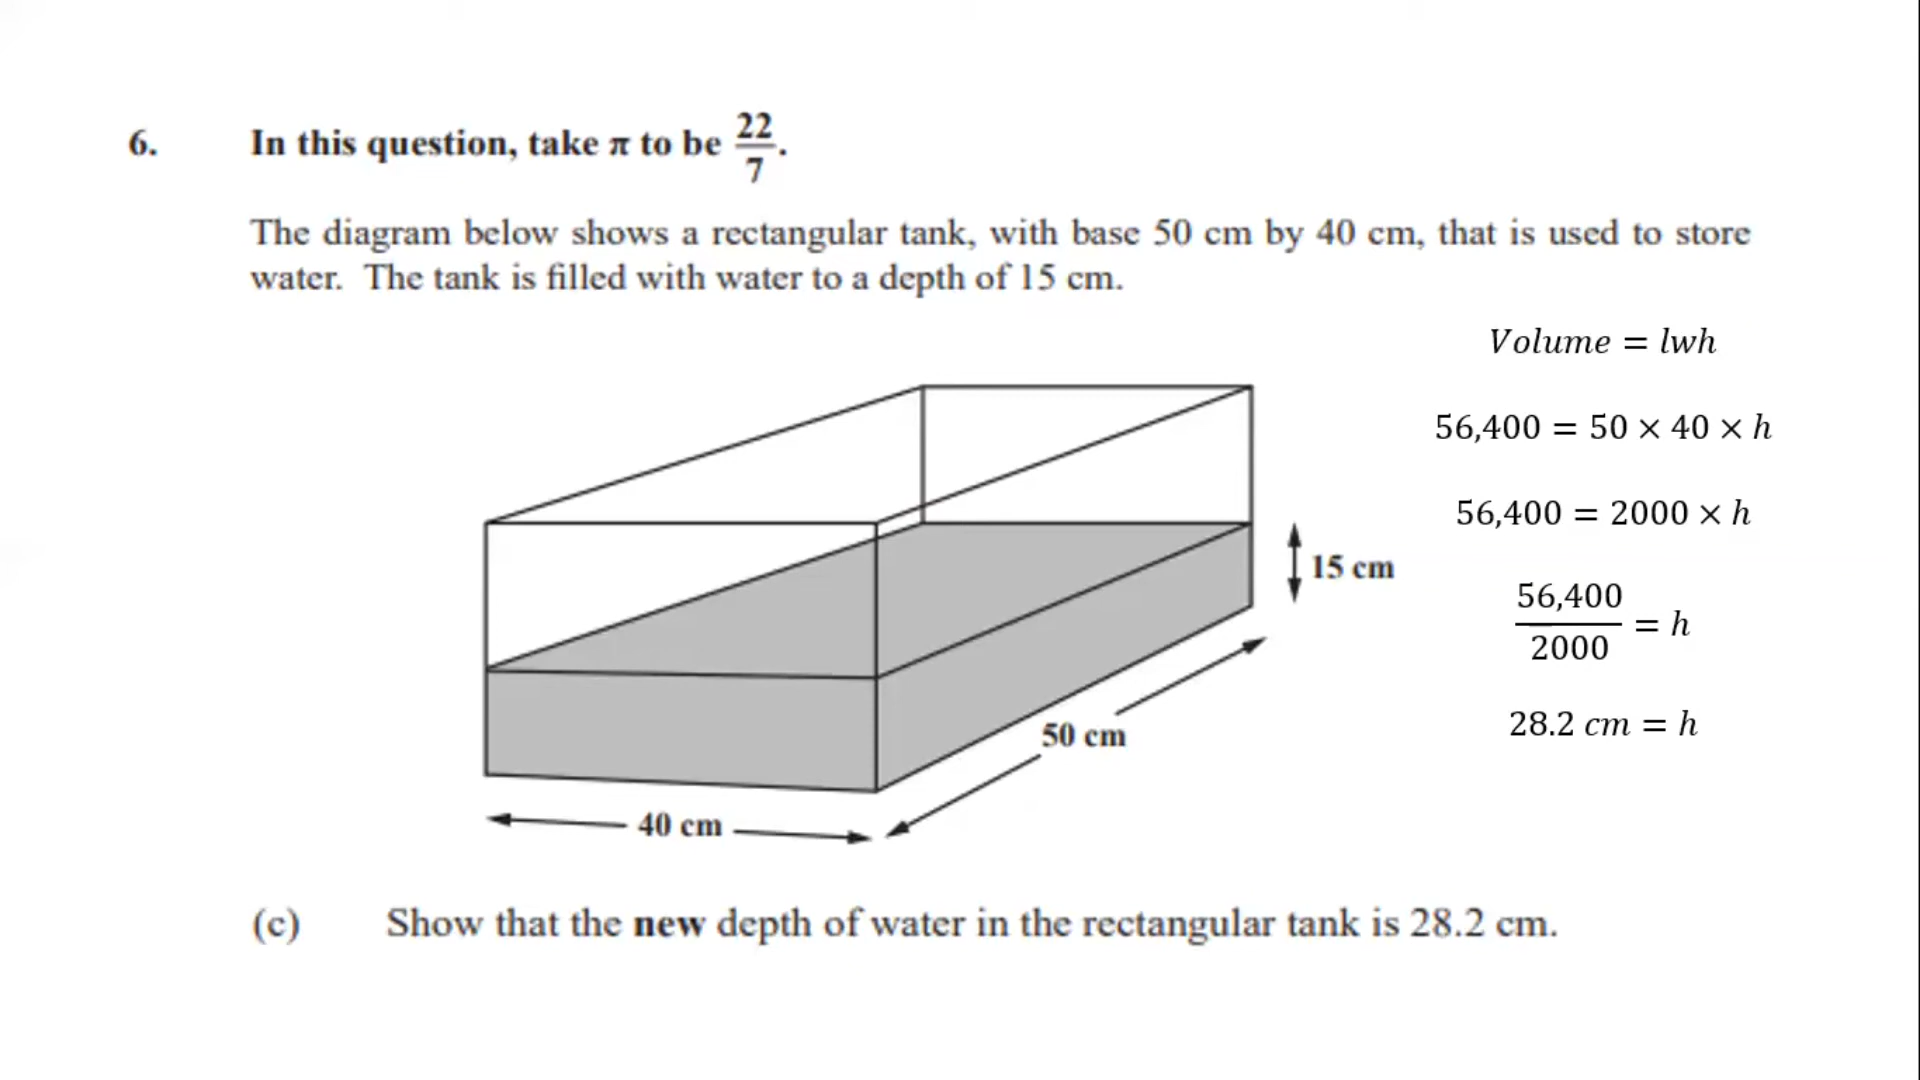 6. In this question, take π to be 22/7.
The diagram below shows a rectangular tank, with base 50 cm by 40 cm, that is used to store
water. The tank is filled with water to a depth of 15 cm.
Volume = lwh
56,400 = 50 × 40 × h
56,400 = 2000 × h
56,400/2000 = h
28.2 cm = h
15 cm
50 cm
40 cm
(c) Show that the new depth of water in the rectangular tank is 28.2 cm.